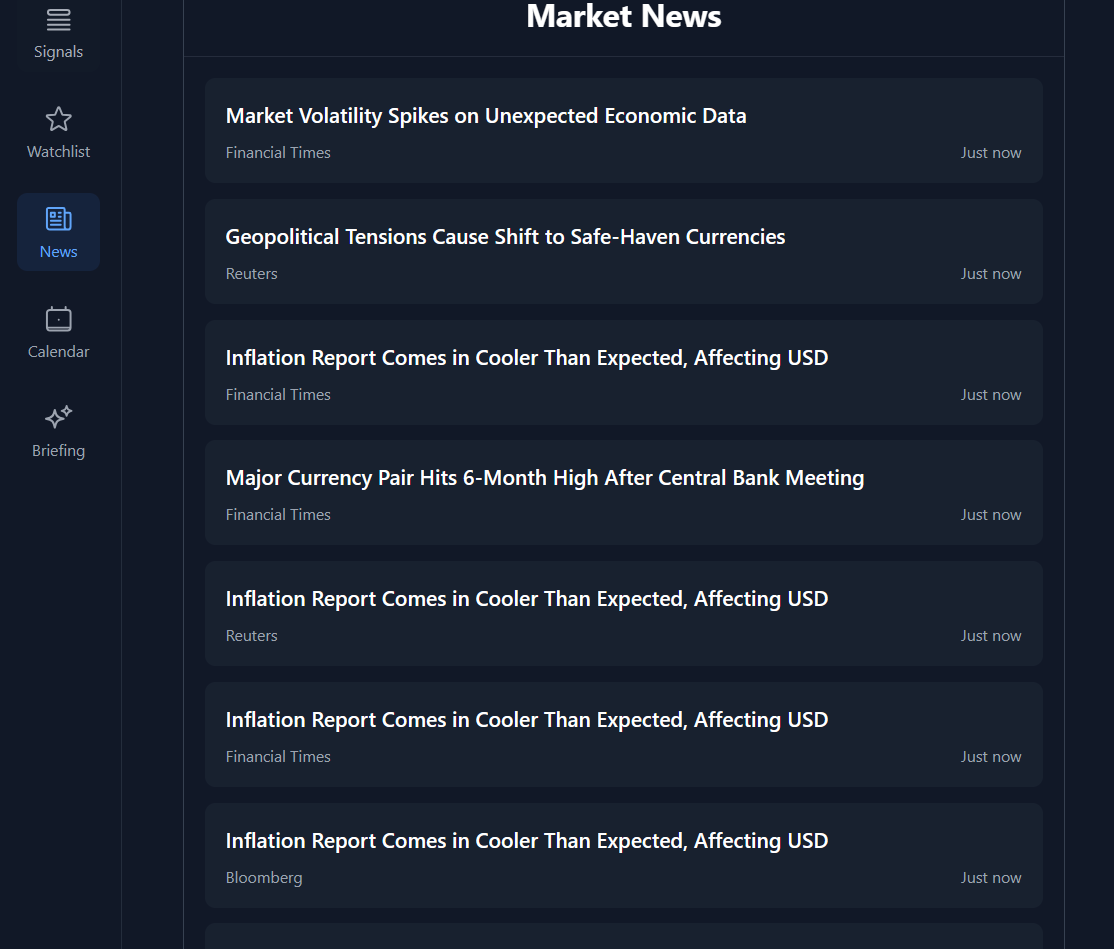 Signals
Watchlist
News
Calendar
Briefing
Market News
Market Volatility Spikes on Unexpected Economic Data
Financial Times
Just now
Geopolitical Tensions Cause Shift to Safe-Haven Currencies
Reuters
Just now
Inflation Report Comes in Cooler Than Expected, Affecting USD
Financial Times
Just now
Major Currency Pair Hits 6-Month High After Central Bank Meeting
Financial Times
Just now
Inflation Report Comes in Cooler Than Expected, Affecting USD
Reuters
Just now
Inflation Report Comes in Cooler Than Expected, Affecting USD
Financial Times
Just now
Inflation Report Comes in Cooler Than Expected, Affecting USD
Bloomberg
Just now